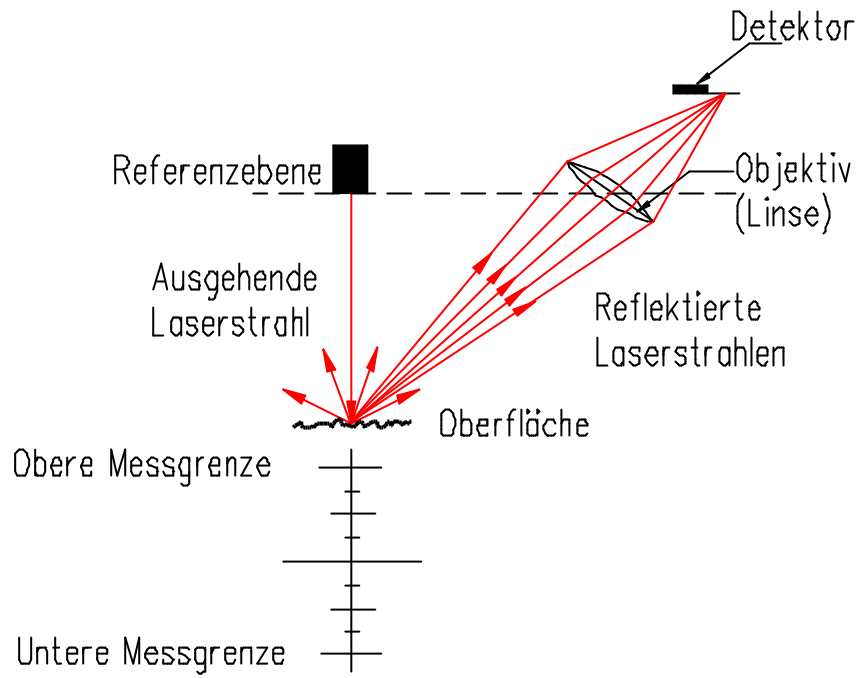 Detektor
Referenzebene
Objektiv
(Linse)
Ausgehende
Laserstrahl
Reflektierte
Laserstrahlen
Oberfläche
Obere Messgrenze
Untere Messgrenze